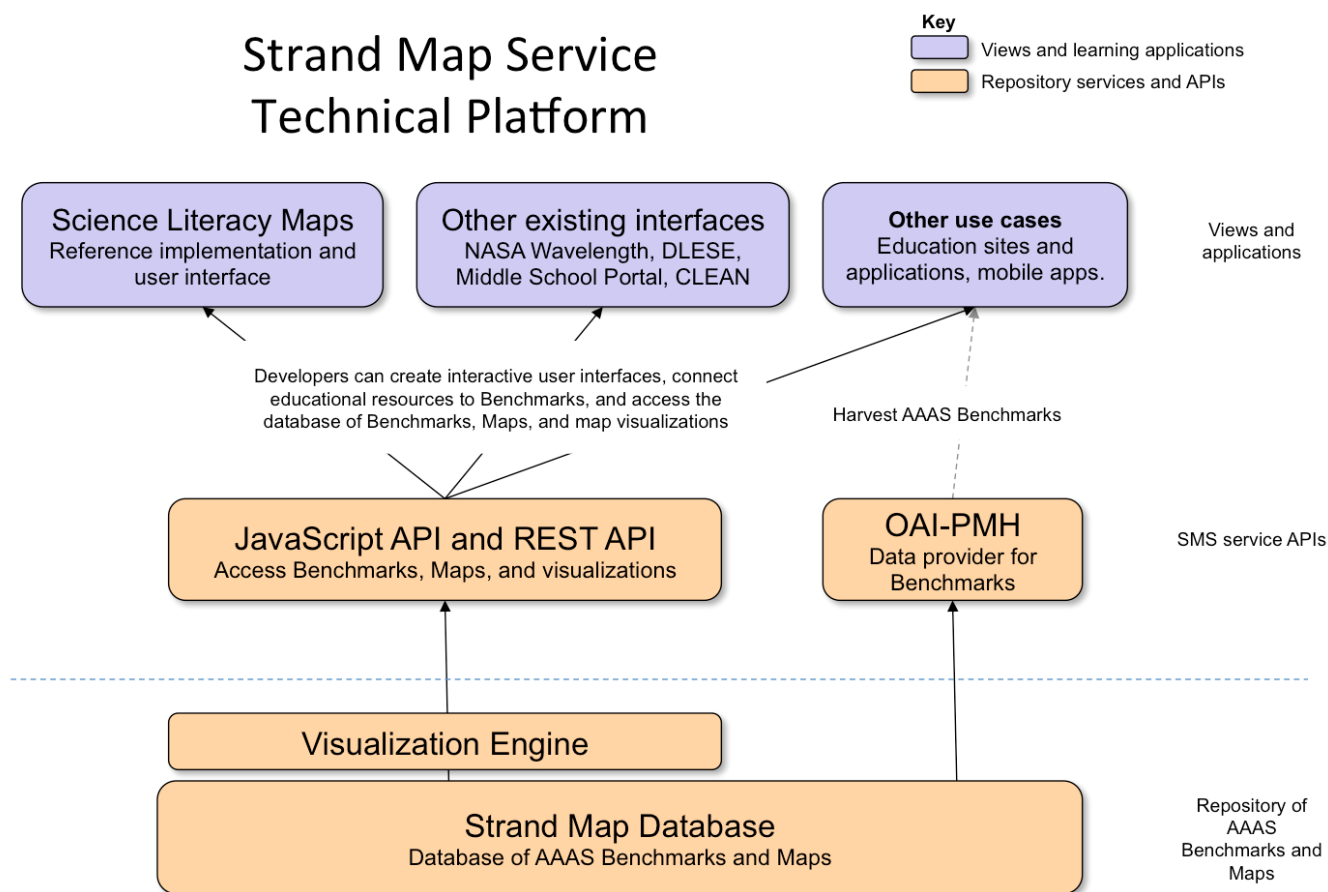 Strand Map Service
Technical Platform
Key
Views and learning applications
Repository services and APIs
Science Literacy Maps
Reference implementation and
user interface
Other existing interfaces
NASA Wavelength, DLESE,
Middle School Portal, CLEAN
Other use cases
Education sites and
applications, mobile apps.
Views and
applications
Developers can create interactive user interfaces, connect
educational resources to Benchmarks, and access the
database of Benchmarks, Maps, and map visualizations
Harvest AAAS Benchmarks
JavaScript API and REST API
Access Benchmarks, Maps, and visualizations
OAI-PMH
Data provider for
Benchmarks
SMS service APIs
Visualization Engine
Strand Map Database
Database of AAAS Benchmarks and Maps
Repository of
AAAS
Benchmarks and
Maps